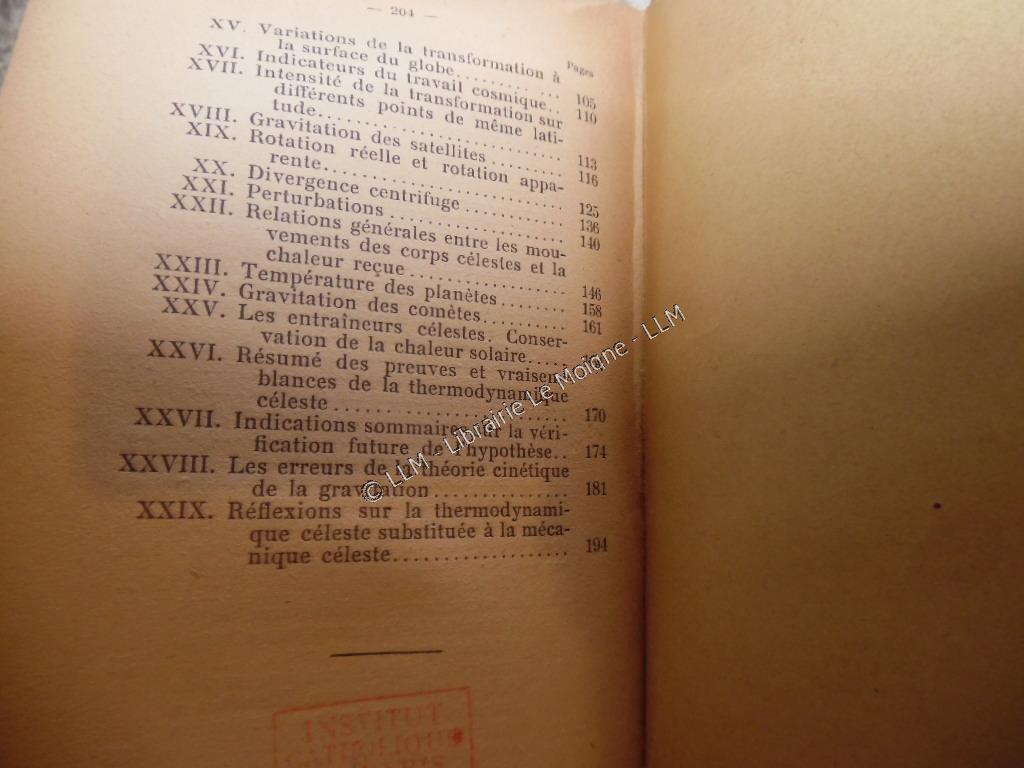 — 204 —
Pages
XV. Variations de la transformation à
la surface du globe......... ... 105
XVI. Indicateurs du travail cosmique.. 110
XVII. Intensité de la transformation sur
différents points de même lati-
tude........................ 113
XVIII. Gravitation des satellites......... 116
XIX. Rotation réelle et rotation appa-
rente........................ 125
XX. Divergence centrifuge............ 136
XXI. Perturbations.................... 140
XXII. Relations générales entre les mou-
vements des corps célestes et la
chaleur reçue................ 146
XXIII. Température des planètes......... 158
XXIV. Gravitation des comètes.......... 161
XXV. Les entraîneurs célestes. Conser-
vation de la chaleur solaire.....
XXVI. Résumé des preuves et vraisem-
blances de la thermodynamique
céleste........................ 170
XXVII. Indications sommaires sur la véri-
fication future de l'hypothèse.. 174
XXVIII. Les erreurs de la théorie cinétique
de la gravitation............... 181
XXIX. Réflexions sur la thermodynami-
que céleste substituée à la méca-
nique céleste................... 194
© LLM - Librairie Le Moigne - LLM
INSTITUT
CATHOLIQUE
DE PARIS